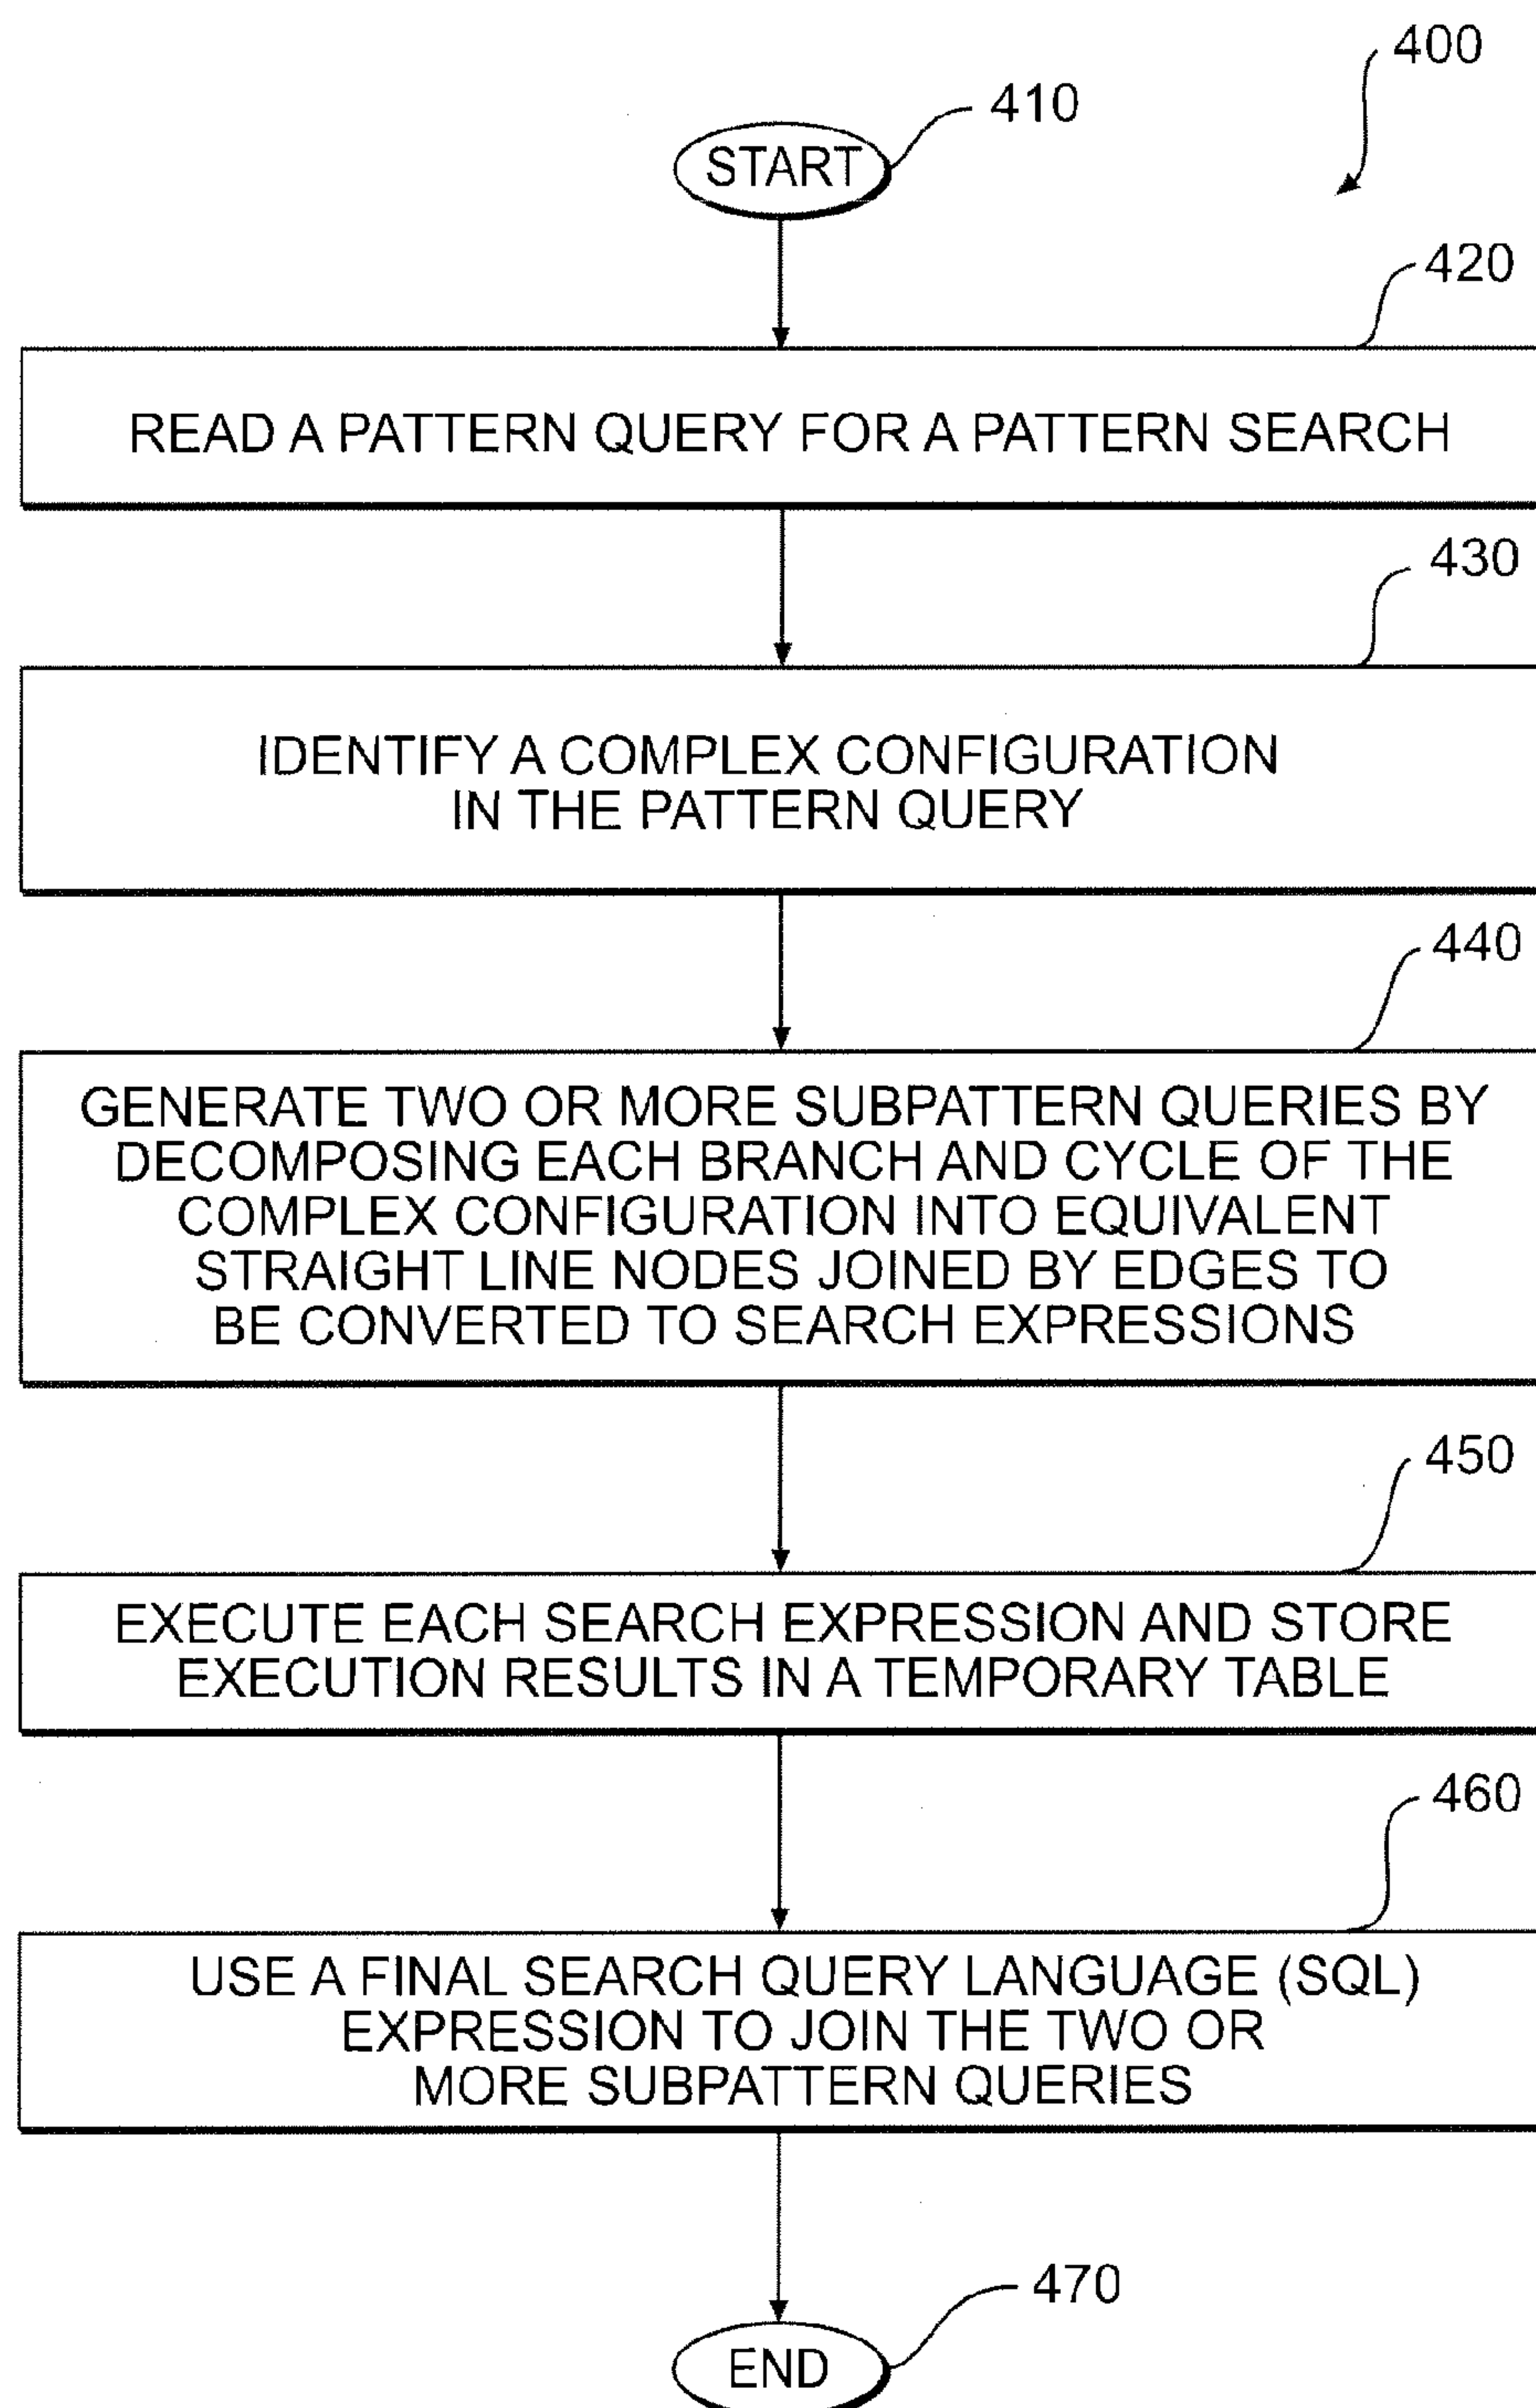 400
410
START
420
READ A PATTERN QUERY FOR A PATTERN SEARCH
430
IDENTIFY A COMPLEX CONFIGURATION
IN THE PATTERN QUERY
440
GENERATE TWO OR MORE SUBPATTERN QUERIES BY
DECOMPOSING EACH BRANCH AND CYCLE OF THE
COMPLEX CONFIGURATION INTO EQUIVALENT
STRAIGHT LINE NODES JOINED BY EDGES TO
BE CONVERTED TO SEARCH EXPRESSIONS
450
EXECUTE EACH SEARCH EXPRESSION AND STORE
EXECUTION RESULTS IN A TEMPORARY TABLE
460
USE A FINAL SEARCH QUERY LANGUAGE (SQL)
EXPRESSION TO JOIN THE TWO OR
MORE SUBPATTERN QUERIES
470
END